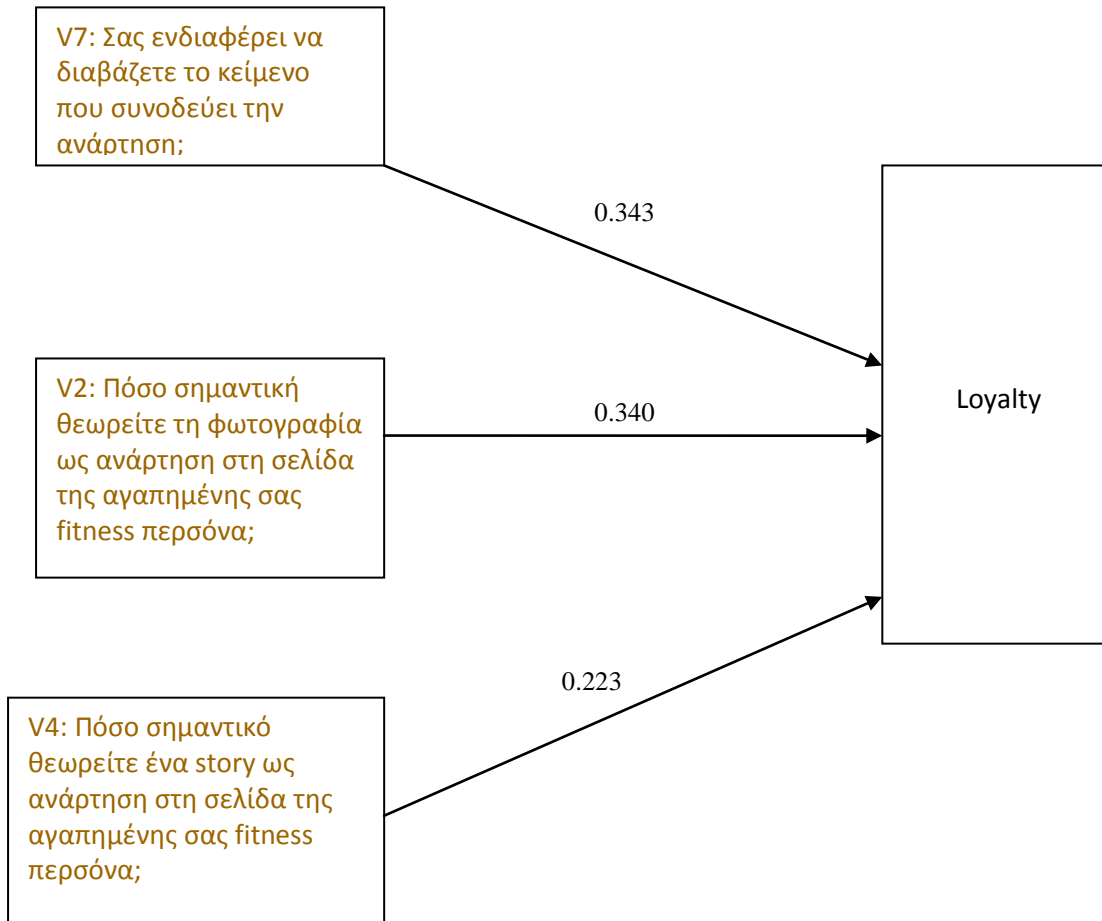 V7: Σας ενδιαφέρει να
διαβάζετε το κείμενο
που συνοδεύει την
ανάρτηση;
0.343
V2: Πόσο σημαντική
θεωρείτε τη φωτογραφία
ως ανάρτηση στη σελίδα
της αγαπημένης σας
fitness περσόνα;
0.340
Loyalty
0.223
V4: Πόσο σημαντικό
θεωρείτε ένα story ως
ανάρτηση στη σελίδα της
αγαπημένης σας fitness
περσόνα;